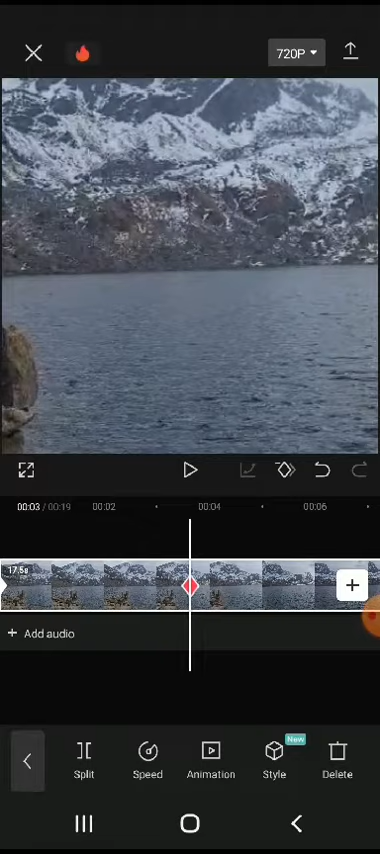 720P
00:03 / 00:19 00:02 00:04 00:06
17.5s
+ Add audio
New
Split Speed Animation Style Delete